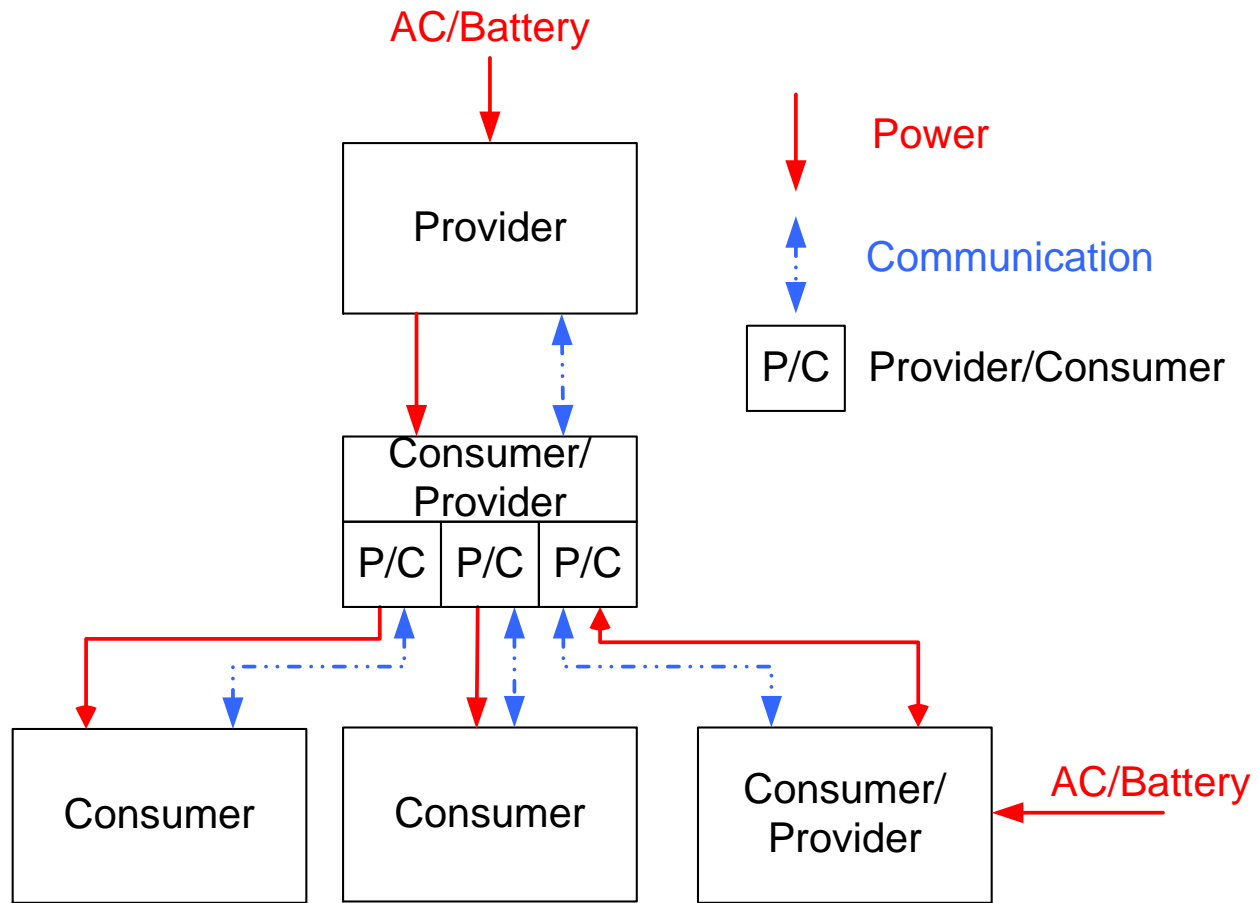 AC/Battery
Power
Provider
Communication
P/C
Provider/Consumer
Consumer/
Provider
P/C
P/C
P/C
Consumer
Consumer
Consumer/
Provider
AC/Battery